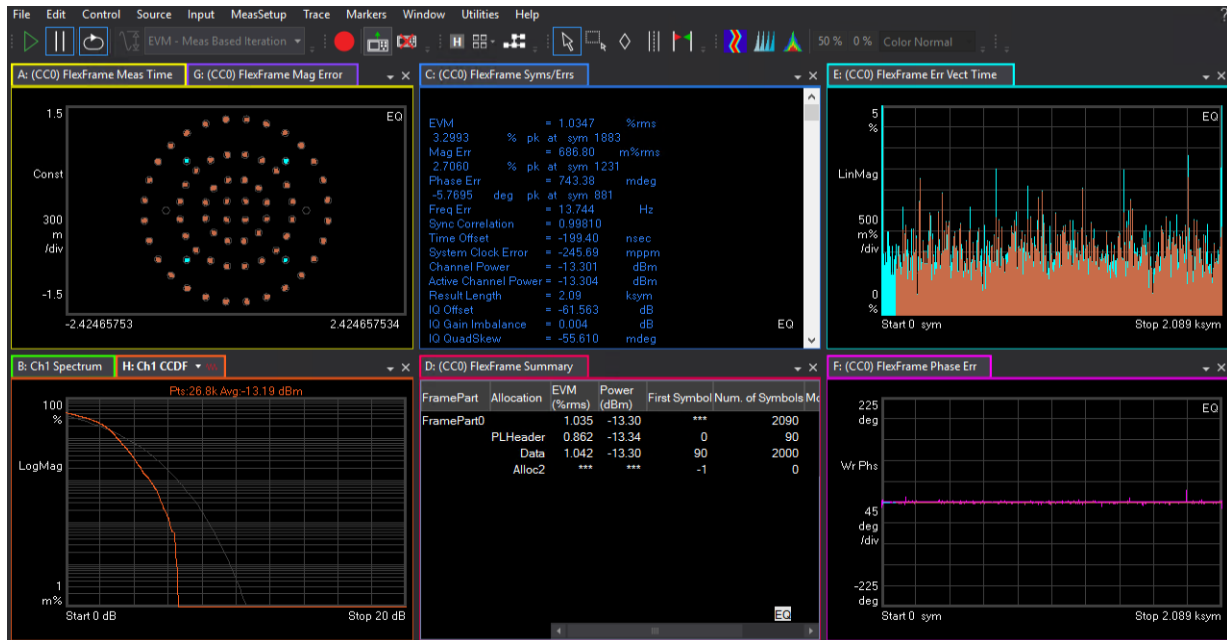 File Edit Control Source Input MeasSetup Trace Markers Window Utilities Help
EVM - Meas Based Iteration 50 % 0 % Color Normal
A: (CC0) FlexFrame Meas Time G: (CC0) FlexFrame Mag Error
1.5
EQ
Const
300
m
/div
-1.5
-2.42465753 2.424657534
C: (CC0) FlexFrame Syms/Errs
EVM = 1.0347 %rms
3.2993 % pk at sym 1883
Mag Err = 686.80 m%rms
2.7060 % pk at sym 1231
Phase Err = 743.38 mdeg
-5.7695 deg pk at sym 881
Freq Err = 13.744 Hz
Sync Correlation = 0.99810
Time Offset = -199.40 nsec
System Clock Error = -245.69 mppm
Channel Power = -13.301 dBm
Active Channel Power = -13.304 dBm
Result Length = 2.09 ksym
IQ Offset = -61.563 dB
IQ Gain Imbalance = 0.004 dB
IQ QuadSkew = -55.610 mdeg
EQ
E: (CC0) FlexFrame Err Vect Time
5
%
EQ
LinMag
500
m%
/div
0
%
Start 0 sym Stop 2.089 ksym
B: Ch1 Spectrum H: Ch1 CCDF
Pts:26.8k Avg:-13.19 dBm
100
%
LogMag
1
m%
Start 0 dB Stop 20 dB
D: (CC0) FlexFrame Summary
FramePart Allocation EVM (%rms) Power (dBm) First Symbol Num. of Symbols Mo
FramePart0 1.035 -13.30 *** 2090
PLHeader 0.862 -13.34 0 90
Data 1.042 -13.30 90 2000
Alloc2 *** *** -1 0
EQ
F: (CC0) FlexFrame Phase Err
225
deg
EQ
Wr Phs
45
deg
/div
-225
deg
Start 0 sym Stop 2.089 ksym